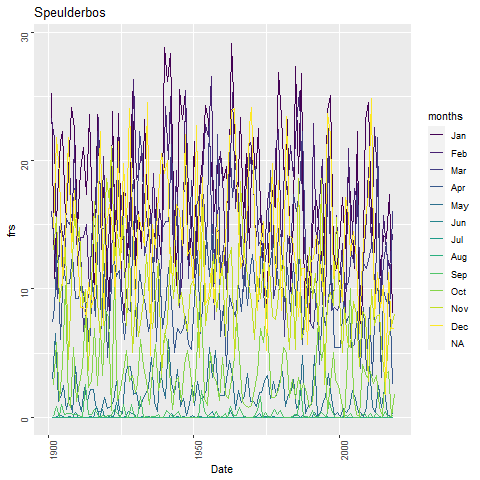 Speulderbos
frs
30
20
10
0
1900
1950
2000
Date
months
Jan
Feb
Mar
Apr
May
Jun
Jul
Aug
Sep
Oct
Nov
Dec
NA